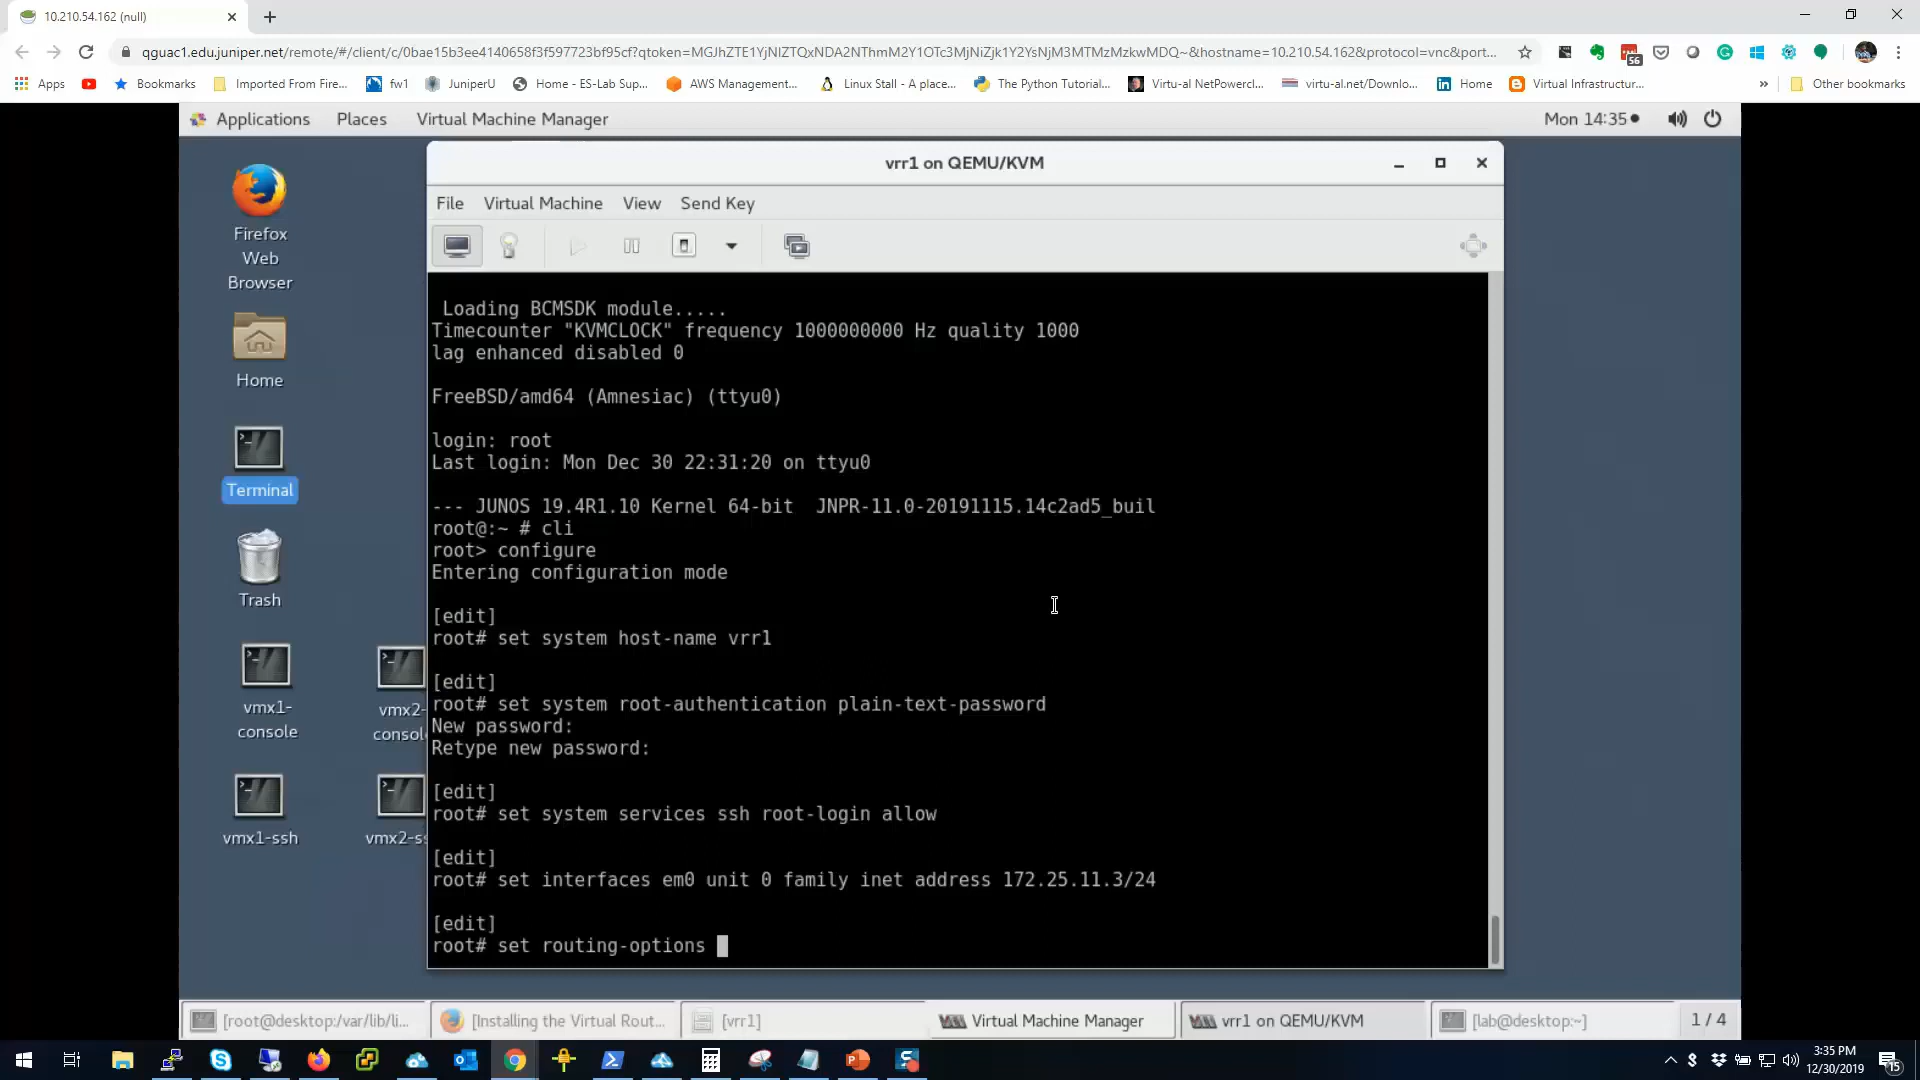 10.210.54.162 (null)
qguac1.edu.juniper.net/remote/#/client/c/0bae15b3ee4140658f3f597723bf95cf?qtoken=MGJhZTE1YjNlZTQxNDA2NThmM2Y1OTc3MjNiZjk1Y2YsNjM3MTMzMzkwMDQ~&hostname=10.210.54.162&protocol=vnc&port...
56
Apps
Bookmarks
Imported From Fire...
fw1
JuniperU
Home - ES-Lab Sup...
AWS Management...
Linux Stall - A place...
The Python Tutorial...
Virtu-al NetPowercl...
virtu-al.net/Downlo...
Home
Virtual Infrastructur...
»
Other bookmarks
Applications Places Virtual Machine Manager Mon 14:35
vrr1 on QEMU/KVM
File Virtual Machine View Send Key
Firefox
Web
Browser
Home
Terminal
Trash
vmx1-
console
vmx2-
consol
vmx1-ssh
vmx2-ss
Loading BCMSDK module.....
Timecounter "KVMCLOCK" frequency 1000000000 Hz quality 1000
lag enhanced disabled 0
FreeBSD/amd64 (Amnesiac) (ttyu0)
login: root
Last login: Mon Dec 30 22:31:20 on ttyu0
--- JUNOS 19.4R1.10 Kernel 64-bit  JNPR-11.0-20191115.14c2ad5_buil
root@:~ # cli
root> configure
Entering configuration mode
[edit]
root# set system host-name vrr1
[edit]
root# set system root-authentication plain-text-password
New password:
Retype new password:
[edit]
root# set system services ssh root-login allow
[edit]
root# set interfaces em0 unit 0 family inet address 172.25.11.3/24
[edit]
root# set routing-options
[root@desktop:/var/lib/li...
[Installing the Virtual Rout...
[vrr1]
Virtual Machine Manager
vrr1 on QEMU/KVM
[lab@desktop:~]
1 / 4
3:35 PM
12/30/2019
15